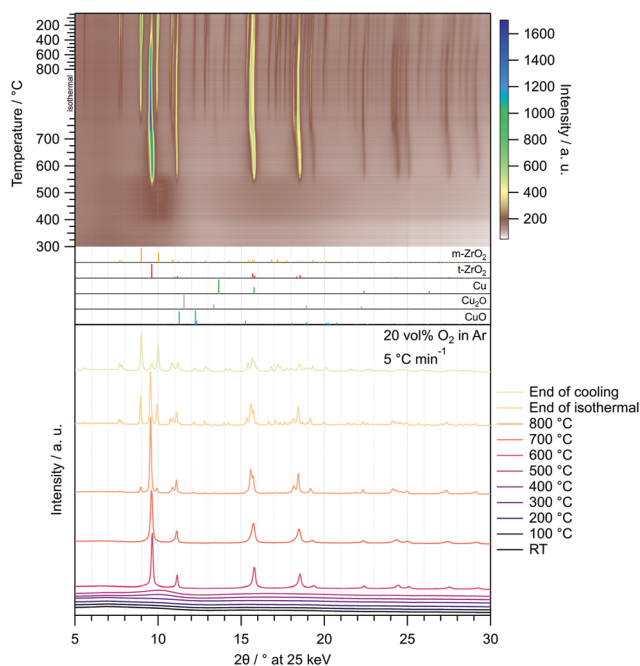 200
400
600
800
700
600
500
400
300
Temperature / °C
isothermal
1600
1400
1200
1000
800
600
400
200
Intensity / a. u.
m-ZrO2
t-ZrO2
Cu
Cu2O
CuO
20 vol% O2 in Ar
5 °C min-1
Intensity / a. u.
End of cooling
End of isothermal
800 °C
700 °C
600 °C
500 °C
400 °C
300 °C
200 °C
100 °C
RT
5 10 15 20 25 30
2θ / ° at 25 keV